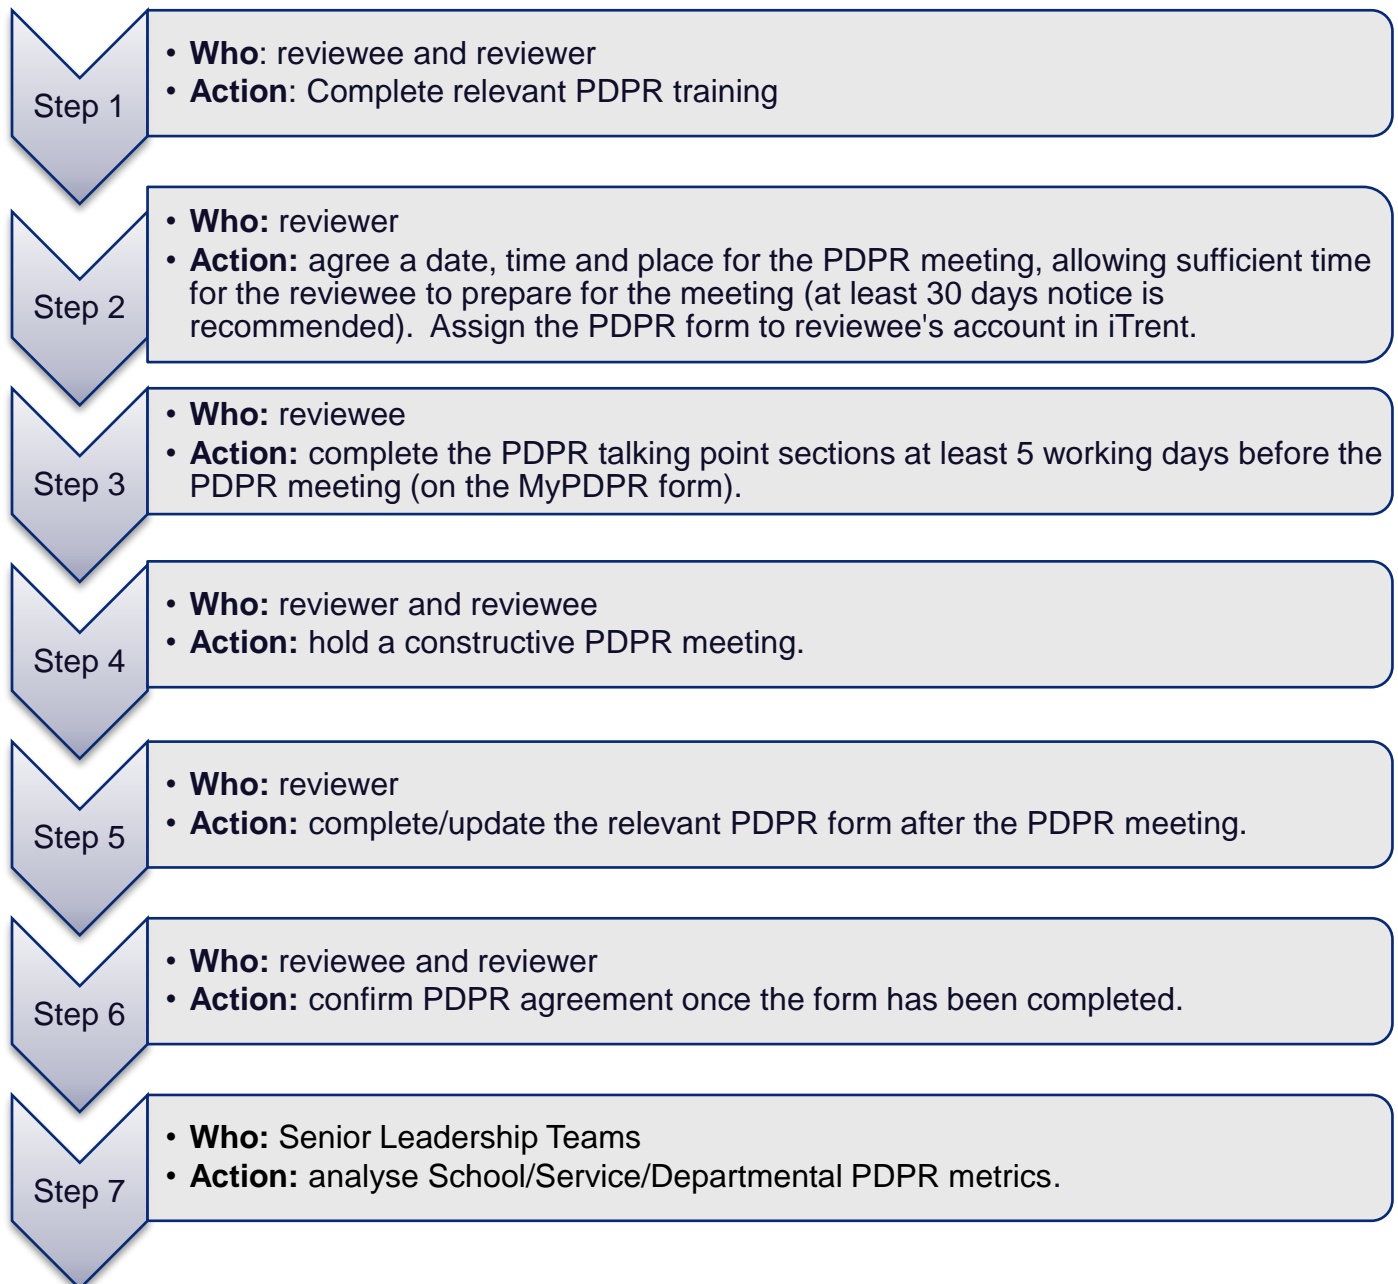 Step 1
• Who: reviewee and reviewer
• Action: Complete relevant PDPR training
Step 2
• Who: reviewer
• Action: agree a date, time and place for the PDPR meeting, allowing sufficient time
for the reviewee to prepare for the meeting (at least 30 days notice is
recommended).  Assign the PDPR form to reviewee's account in iTrent.
Step 3
• Who: reviewee
• Action: complete the PDPR talking point sections at least 5 working days before the
PDPR meeting (on the MyPDPR form).
Step 4
• Who: reviewer and reviewee
• Action: hold a constructive PDPR meeting.
Step 5
• Who: reviewer
• Action: complete/update the relevant PDPR form after the PDPR meeting.
Step 6
• Who: reviewee and reviewer
• Action: confirm PDPR agreement once the form has been completed.
Step 7
• Who: Senior Leadership Teams
• Action: analyse School/Service/Departmental PDPR metrics.